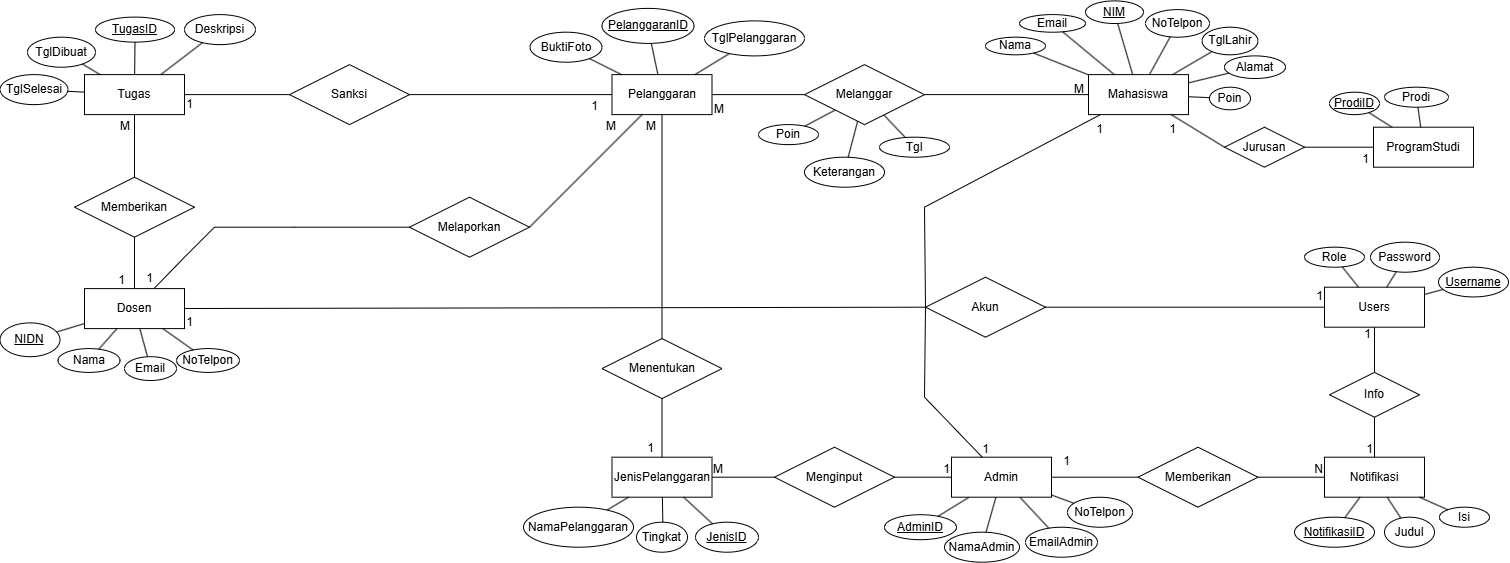 TugasID
Deskripsi
TglDibuat
TglSelesai
Tugas
1
M
Sanksi
PelanggaranID
BuktiFoto
TglPelanggaran
1
Pelanggaran
M
M
M
Melanggar
Poin
Keterangan
Tgl
NIM
Email
NoTelpon
Nama
TglLahir
Alamat
Poin
M
Mahasiswa
1
1
Jurusan
ProdiID
Prodi
1
ProgramStudi
Memberikan
Melaporkan
1
1
Dosen
1
NIDN
Nama
Email
NoTelpon
Akun
Role
Password
Username
1
Users
1
Menentukan
Info
1
JenisPelanggaran
M
NamaPelanggaran
Tingkat
JenisID
Menginput
1
1
Admin
1
AdminID
NamaAdmin
EmailAdmin
NoTelpon
Memberikan
N
1
Notifikasi
NotifikasiID
Judul
Isi